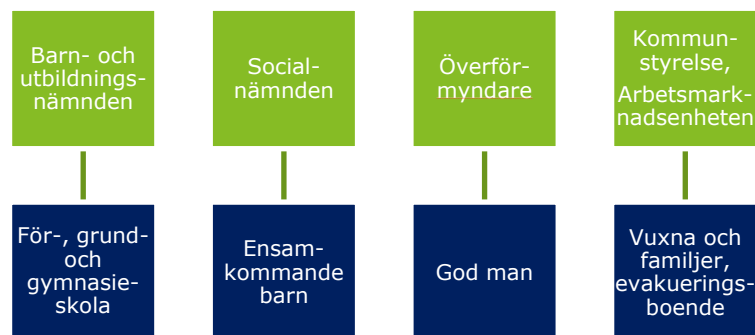 Barn- och
utbildnings-
nämnden
Social-
nämnden
Överför-
myndare
Kommun-
styrelse,
Arbetsmark-
nadsenheten
För-, grund-
och
gymnasie-
skola
Ensam-
kommande
barn
God man
Vuxna och
familjer,
evakuerings-
boende